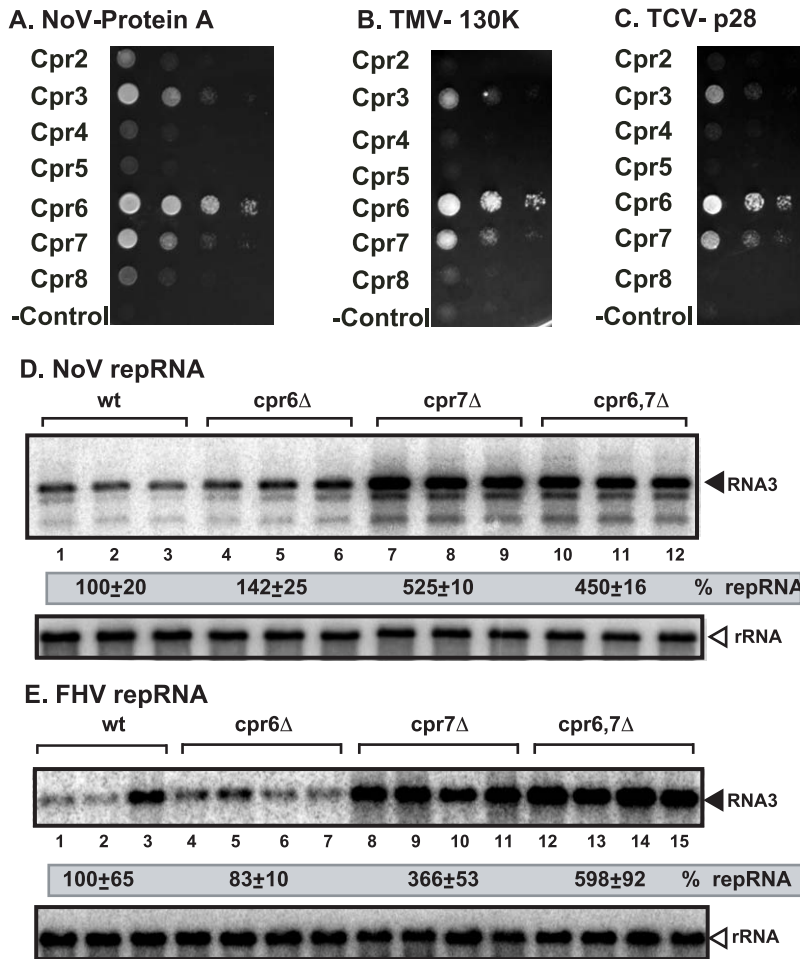 A. NoV-Protein A
Cpr2
Cpr3
Cpr4
Cpr5
Cpr6
Cpr7
Cpr8
-Control
B. TMV- 130K
Cpr2
Cpr3
Cpr4
Cpr5
Cpr6
Cpr7
Cpr8
-Control
C. TCV- p28
Cpr2
Cpr3
Cpr4
Cpr5
Cpr6
Cpr7
Cpr8
-Control
D. NoV repRNA
wt cpr6Δ cpr7Δ cpr6,7Δ
RNA3
1 2 3 4 5 6 7 8 9 10 11 12
100±20 142±25 525±10 450±16 % repRNA
rRNA
E. FHV repRNA
wt cpr6Δ cpr7Δ cpr6,7Δ
RNA3
1 2 3 4 5 6 7 8 9 10 11 12 13 14 15
100±65 83±10 366±53 598±92 % repRNA
rRNA